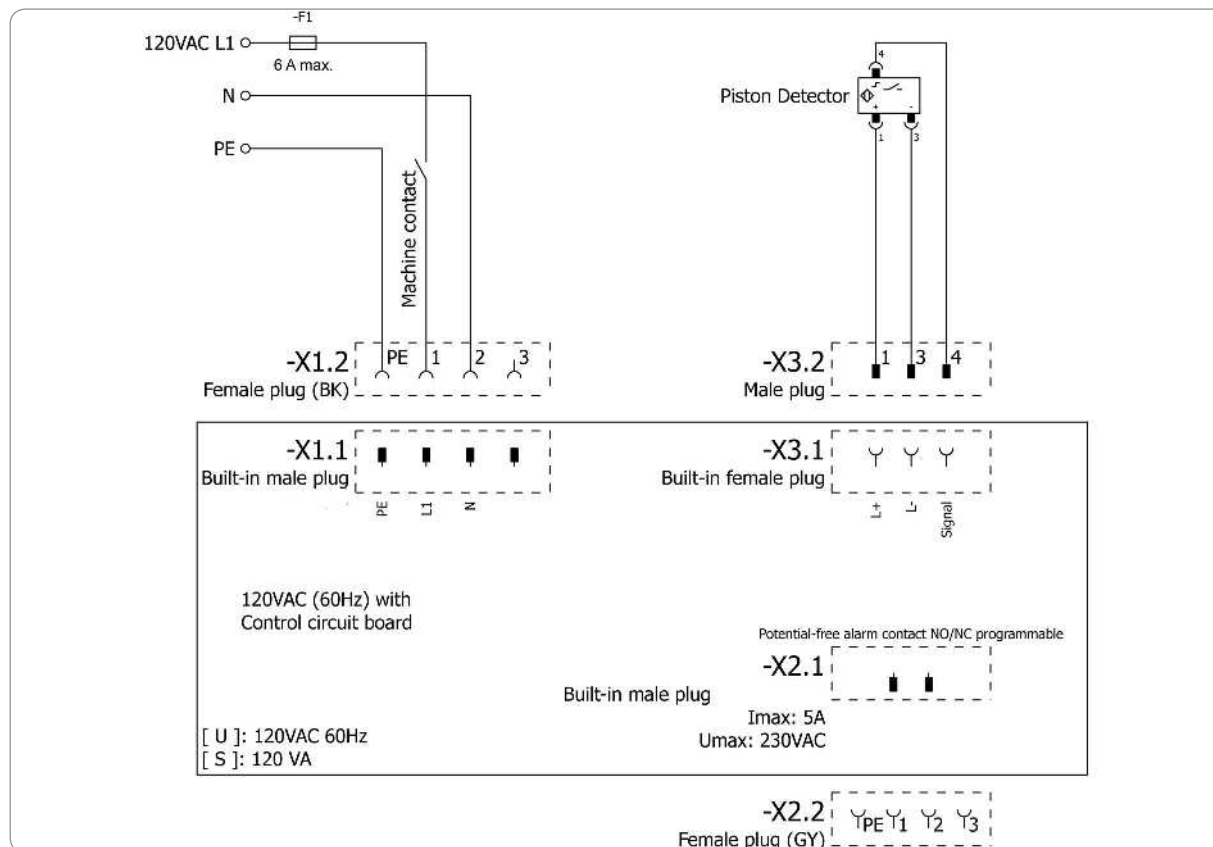 -F1
120VAC L1
6 A max.
N
PE
Machine contact
4
Piston Detector
+ -
1 3
-X1.2 PE 1 2 3
Female plug (BK)
-X3.2 1 3 4
Male plug
-X1.1
Built-in male plug
PE L1 N
-X3.1
Built-in female plug
L+ L- Signal
120VAC (60Hz) with
Control circuit board
Potential-free alarm contact NO/NC programmable
-X2.1
Built-in male plug
Imax: 5A
Umax: 230VAC
[ U ]: 120VAC 60Hz
[ S ]: 120 VA
-X2.2 PE 1 2 3
Female plug (GY)